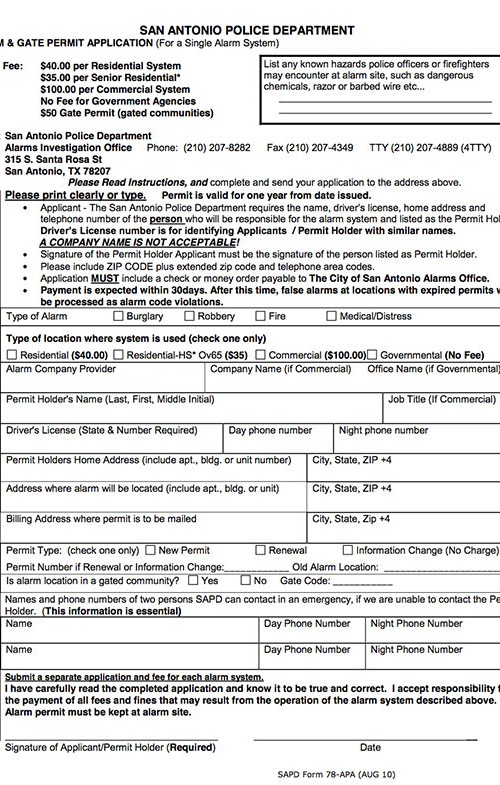 SAN ANTONIO POLICE DEPARTMENT
M & GATE PERMIT APPLICATION (For a Single Alarm System)
Fee: $40.00 per Residential System
$35.00 per Senior Residential*
$100.00 per Commercial System
No Fee for Government Agencies
$50 Gate Permit (gated communities)
List any known hazards police officers or firefighters
may encounter at alarm site, such as dangerous
chemicals, razor or barbed wire etc...
San Antonio Police Department
Alarms Investigation Office Phone: (210) 207-8282 Fax (210) 207-4349 TTY (210) 207-4889 (4TTY)
315 S. Santa Rosa St
San Antonio, TX 78207
Please Read Instructions, and complete and send your application to the address above.
Please print clearly or type. Permit is valid for one year from date issued.
• Applicant - The San Antonio Police Department requires the name, driver's license, home address and
telephone number of the person who will be responsible for the alarm system and listed as the Permit Hol
Driver's License number is for identifying Applicants / Permit Holder with similar names.
A COMPANY NAME IS NOT ACCEPTABLE!
• Signature of the Permit Holder Applicant must be the signature of the person listed as Permit Holder.
• Please include ZIP CODE plus extended zip code and telephone area codes.
• Application MUST include a check or money order payable to The City of San Antonio Alarms Office.
• Payment is expected within 30days. After this time, false alarms at locations with expired permits w
be processed as alarm code violations.
Type of Alarm ☐ Burglary ☐ Robbery ☐ Fire ☐ Medical/Distress
Type of location where system is used (check one only)
☐ Residential ($40.00) ☐ Residential-HS* Ov65 ($35) ☐ Commercial ($100.00) ☐ Governmental (No Fee)
Alarm Company Provider Company Name (if Commercial) Office Name (if Governmental)
Permit Holder's Name (Last, First, Middle Initial) Job Title (If Commercial)
Driver's License (State & Number Required) Day phone number Night phone number
Permit Holders Home Address (include apt., bldg. or unit number) City, State, ZIP +4
Address where alarm will be located (include apt., bldg. or unit) City, State, ZIP +4
Billing Address where permit is to be mailed City, State, Zip +4
Permit Type: (check one only) ☐ New Permit ☐ Renewal ☐ Information Change (No Charge)
Permit Number if Renewal or Information Change:____________ Old Alarm Location: __________________
Is alarm location in a gated community? ☐ Yes ☐ No Gate Code: ___________
Names and phone numbers of two persons SAPD can contact in an emergency, if we are unable to contact the Pe
Holder. (This information is essential)
Name Day Phone Number Night Phone Number
Name Day Phone Number Night Phone Number
Submit a separate application and fee for each alarm system.
I have carefully read the completed application and know it to be true and correct. I accept responsibility f
the payment of all fees and fines that may result from the operation of the alarm system described above.
Alarm permit must be kept at alarm site.
Signature of Applicant/Permit Holder (Required) Date
SAPD Form 78-APA (AUG 10)